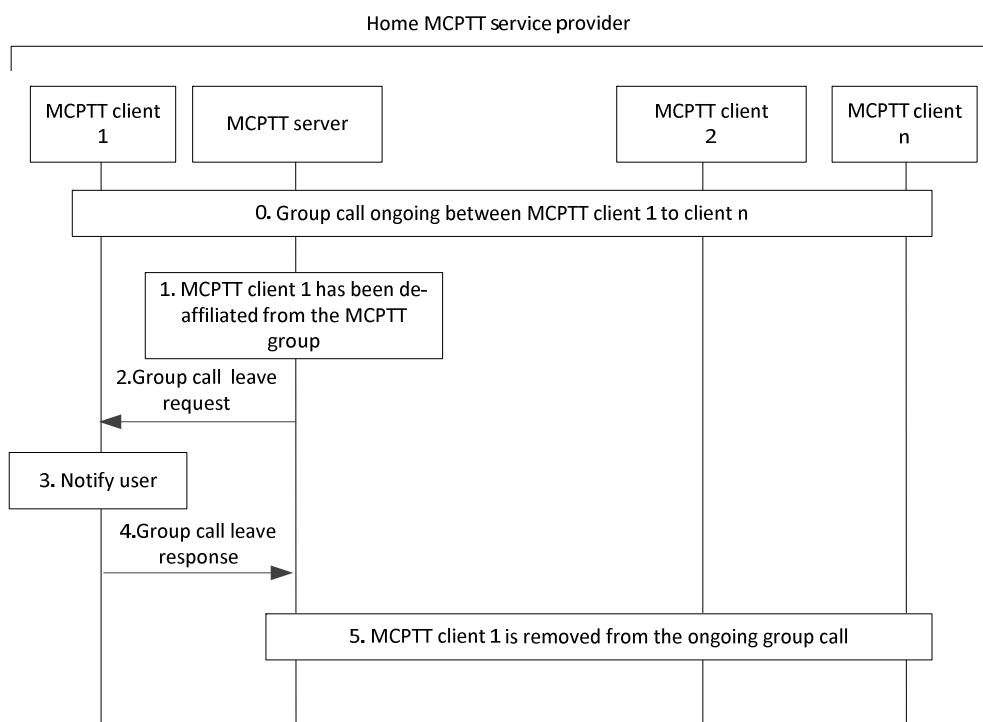 Home MCPTT service provider
MCPTT client
1
MCPTT server
MCPTT client
2
MCPTT client
n
0. Group call ongoing between MCPTT client 1 to client n
1. MCPTT client 1 has been de-
affiliated from the MCPTT
group
2.Group call leave
request
3. Notify user
4.Group call leave
response
5. MCPTT client 1 is removed from the ongoing group call